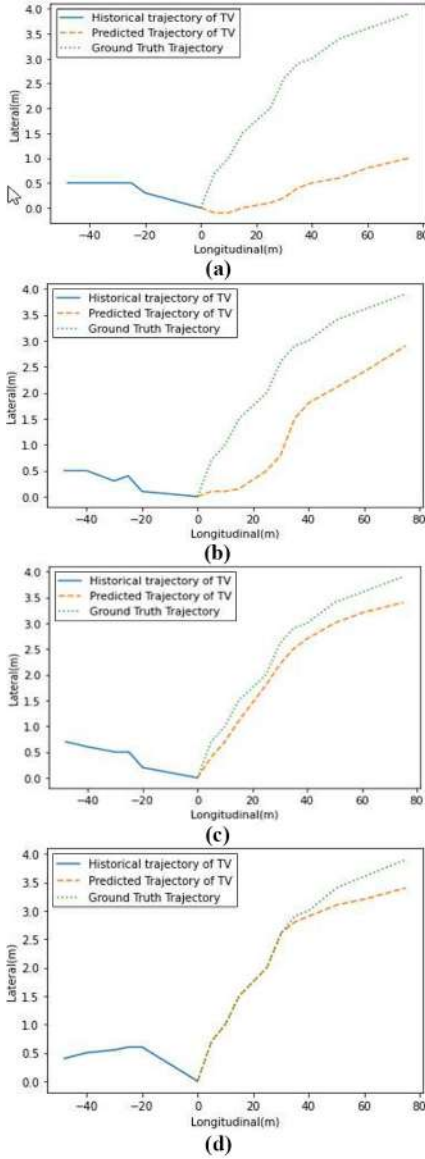 4.0
3.5
3.0
2.5
2.0
1.5
1.0
0.5
0.0
Lateral(m)
Historical trajectory of TV
Predicted Trajectory of TV
Ground Truth Trajectory
−40 −20 0 20 40 60 80
Longitudinal(m)
(a)
4.0
3.5
3.0
2.5
2.0
1.5
1.0
0.5
0.0
Lateral(m)
Historical trajectory of TV
Predicted Trajectory of TV
Ground Truth Trajectory
−40 −20 0 20 40 60 80
Longitudinal(m)
(b)
4.0
3.5
3.0
2.5
2.0
1.5
1.0
0.5
0.0
Lateral(m)
Historical trajectory of TV
Predicted Trajectory of TV
Ground Truth Trajectory
−40 −20 0 20 40 60 80
Longitudinal(m)
(c)
4.0
3.5
3.0
2.5
2.0
1.5
1.0
0.5
0.0
Lateral(m)
Historical trajectory of TV
Predicted Trajectory of TV
Ground Truth Trajectory
−40 −20 0 20 40 60 80
Longitudinal(m)
(d)